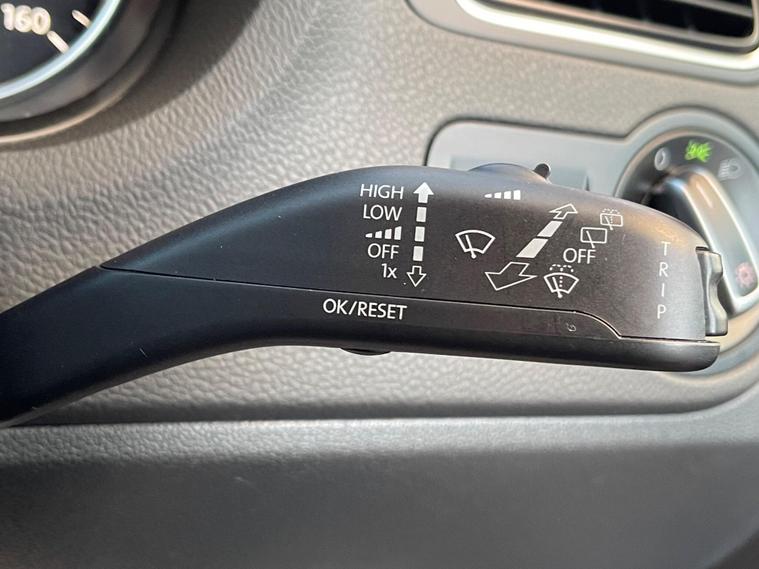 160
HIGH
LOW
OFF
1x
OFF
TRIP
OK/RESET